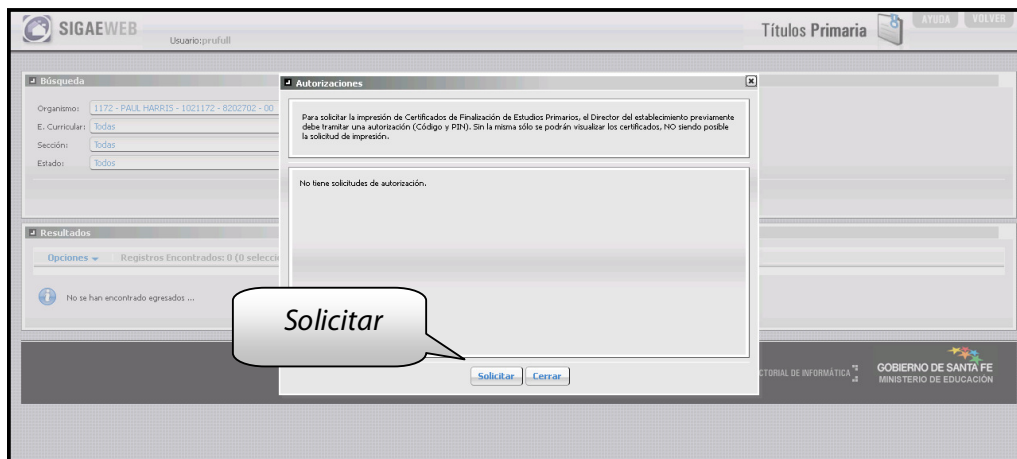 SIGAEWEB
Usuario:prufull
Títulos Primaria
AYUDA
VOLVER
Búsqueda
Organismo: 1172 - PAUL HARRIS - 1021172 - 8202702 - 00
E. Curricular: Todas
Sección: Todas
Estado: Todos
Autorizaciones
Para solicitar la impresión de Certificados de Finalización de Estudios Primarios, el Director del establecimiento previamente
debe tramitar una autorización (Código y PIN). Sin la misma sólo se podrán visualizar los certificados, NO siendo posible
la solicitud de impresión.
No tiene solicitudes de autorización.
Resultados
Opciones
Registros Encontrados: 0 (0 selecci
No se han encontrado egresados ...
Solicitar
Solicitar
Cerrar
CTORIAL DE INFORMÁTICA
GOBIERNO DE SANTA FE
MINISTERIO DE EDUCACIÓN